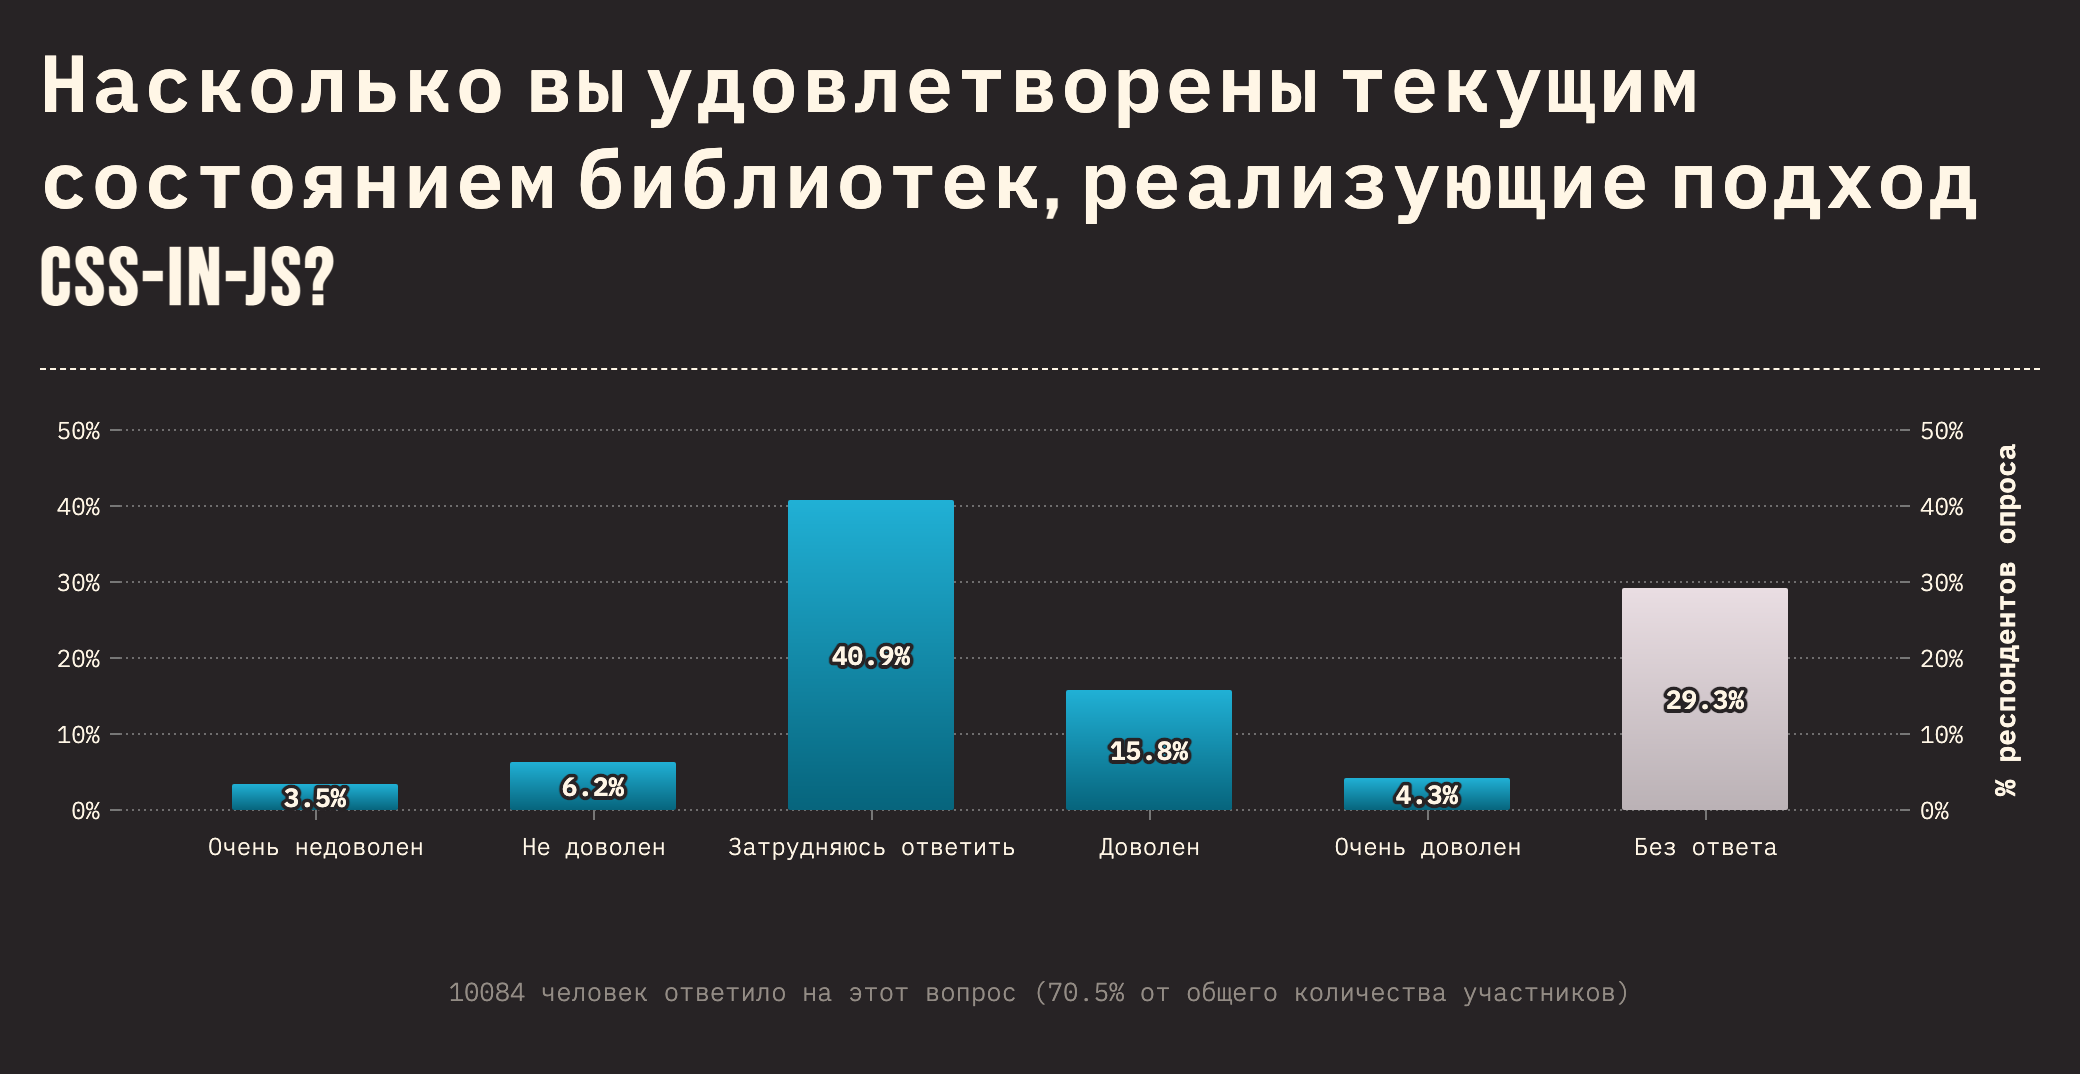 Насколько вы удовлетворены текущим
состоянием библиотек, реализующие подход
CSS-IN-JS?
50%
40%
30%
20%
10%
0%
50%
40%
30%
20%
10%
0%
% респондентов опроса
3.5%
6.2%
40.9%
15.8%
4.3%
29.3%
Очень недоволен
Не доволен
Затрудняюсь ответить
Доволен
Очень доволен
Без ответа
10084 человек ответило на этот вопрос (70.5% от общего количества участников)